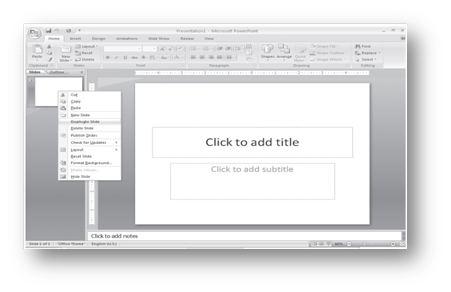 Presentation1 - Microsoft PowerPoint
Home Insert Design Animations Slide Show Review View
Paste
New
Slide
Layout
Reset
Delete
Shapes Arrange Quick
Shape Fill
Shape Outline
Shape Effects
Find
Replace
Select
Clipboard Slides Font Paragraph Drawing Editing
Slides Outline
Cut
Copy
Paste
New Slide
Duplicate Slide
Delete Slide
Publish Slides
Check for Updates
Layout
Reset Slide
Format Background...
Hide Slide
Click to add title
Click to add subtitle
Click to add notes
Slide 1 of 1 "Office Theme" English (U.S.)